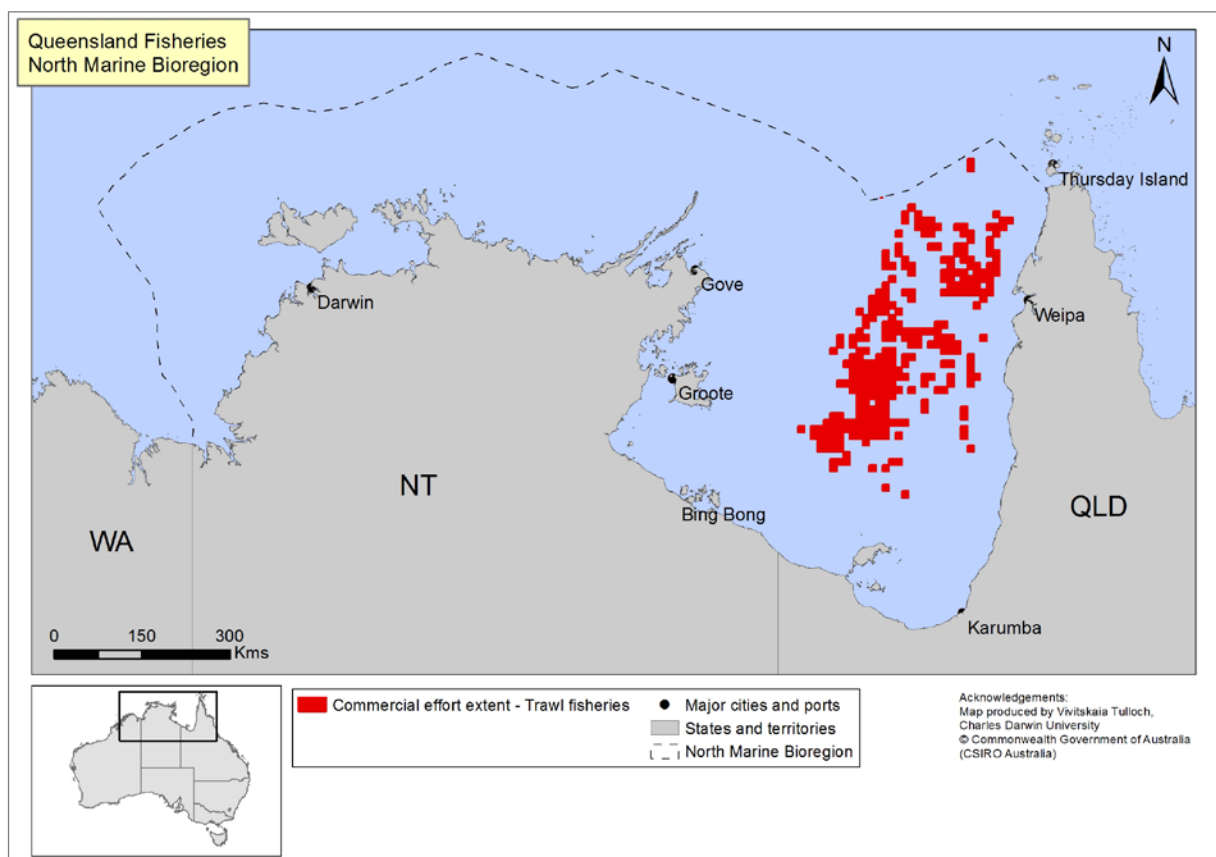 Queensland Fisheries
North Marine Bioregion
N
Thursday Island
Gove
Darwin
Weipa
Groote
NT
Bing Bong
QLD
WA
0 150 300
Kms
Karumba
Commercial effort extent - Trawl fisheries
Major cities and ports
States and territories
North Marine Bioregion
Acknowledgements:
Map produced by Vivitskaia Tulloch,
Charles Darwin University
© Commonwealth Government of Australia
(CSIRO Australia)